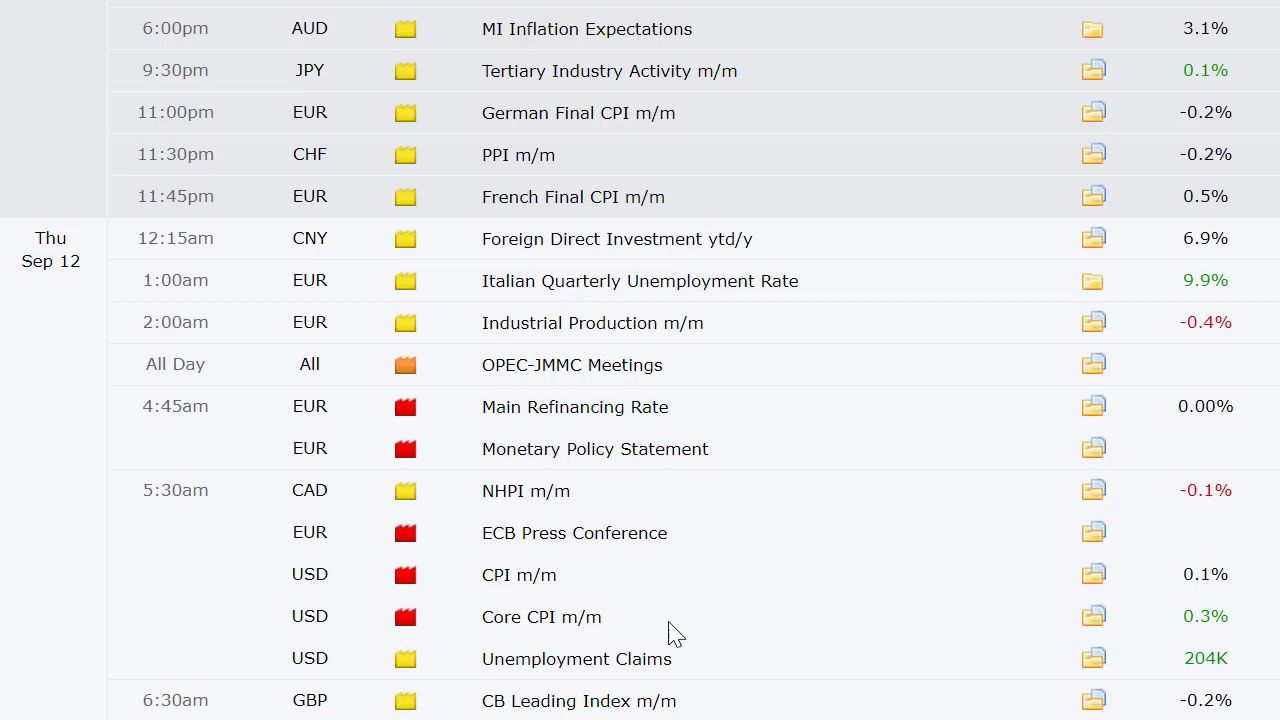 6:00pm AUD MI Inflation Expectations 3.1%
9:30pm JPY Tertiary Industry Activity m/m 0.1%
11:00pm EUR German Final CPI m/m -0.2%
11:30pm CHF PPI m/m -0.2%
11:45pm EUR French Final CPI m/m 0.5%
Thu Sep 12 12:15am CNY Foreign Direct Investment ytd/y 6.9%
1:00am EUR Italian Quarterly Unemployment Rate 9.9%
2:00am EUR Industrial Production m/m -0.4%
All Day All OPEC-JMMC Meetings
4:45am EUR Main Refinancing Rate 0.00%
EUR Monetary Policy Statement
5:30am CAD NHPI m/m -0.1%
EUR ECB Press Conference
USD CPI m/m 0.1%
USD Core CPI m/m 0.3%
USD Unemployment Claims 204K
6:30am GBP CB Leading Index m/m -0.2%